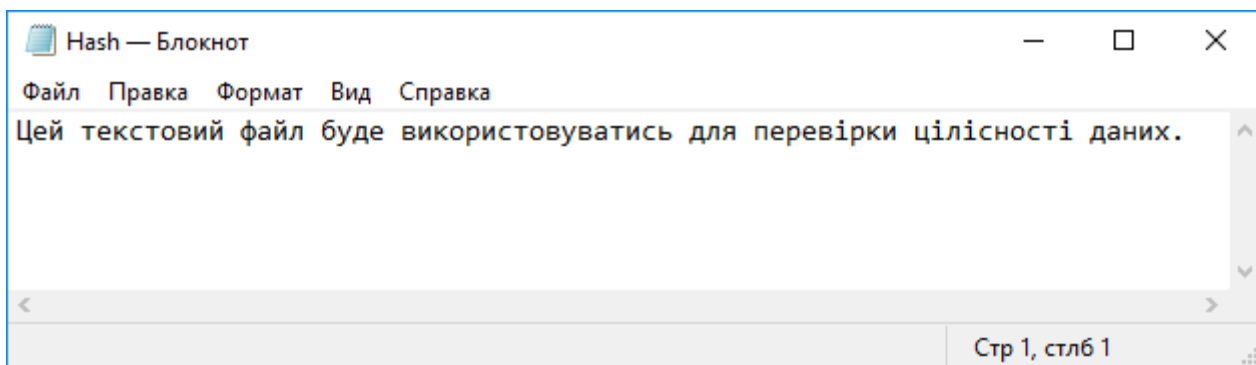 Hash — Блокнот
Файл Правка Формат Вид Справка
Цей текстовий файл буде використовуватись для перевірки цілісності даних.
Стр 1, стлб 1